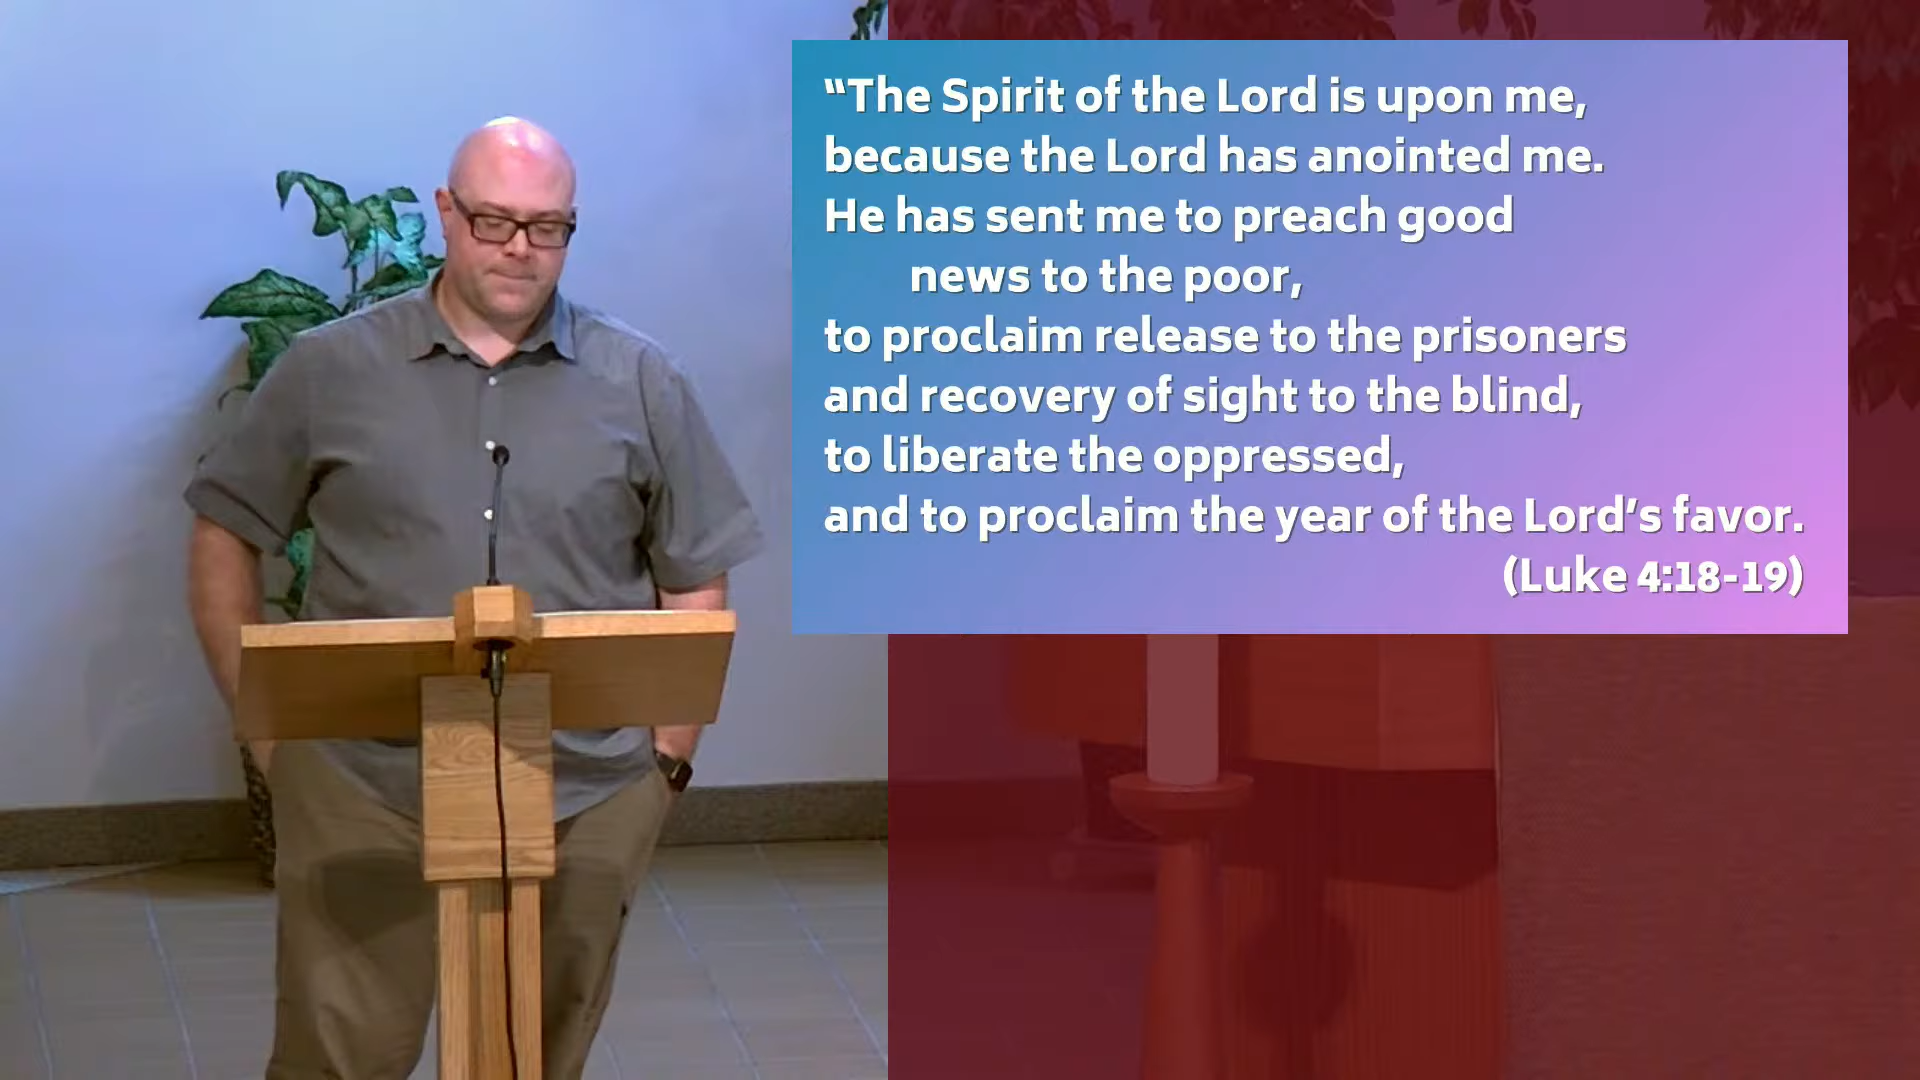 “The Spirit of the Lord is upon me,
because the Lord has anointed me.
He has sent me to preach good
news to the poor,
to proclaim release to the prisoners
and recovery of sight to the blind,
to liberate the oppressed,
and to proclaim the year of the Lord’s favor.
(Luke 4:18-19)